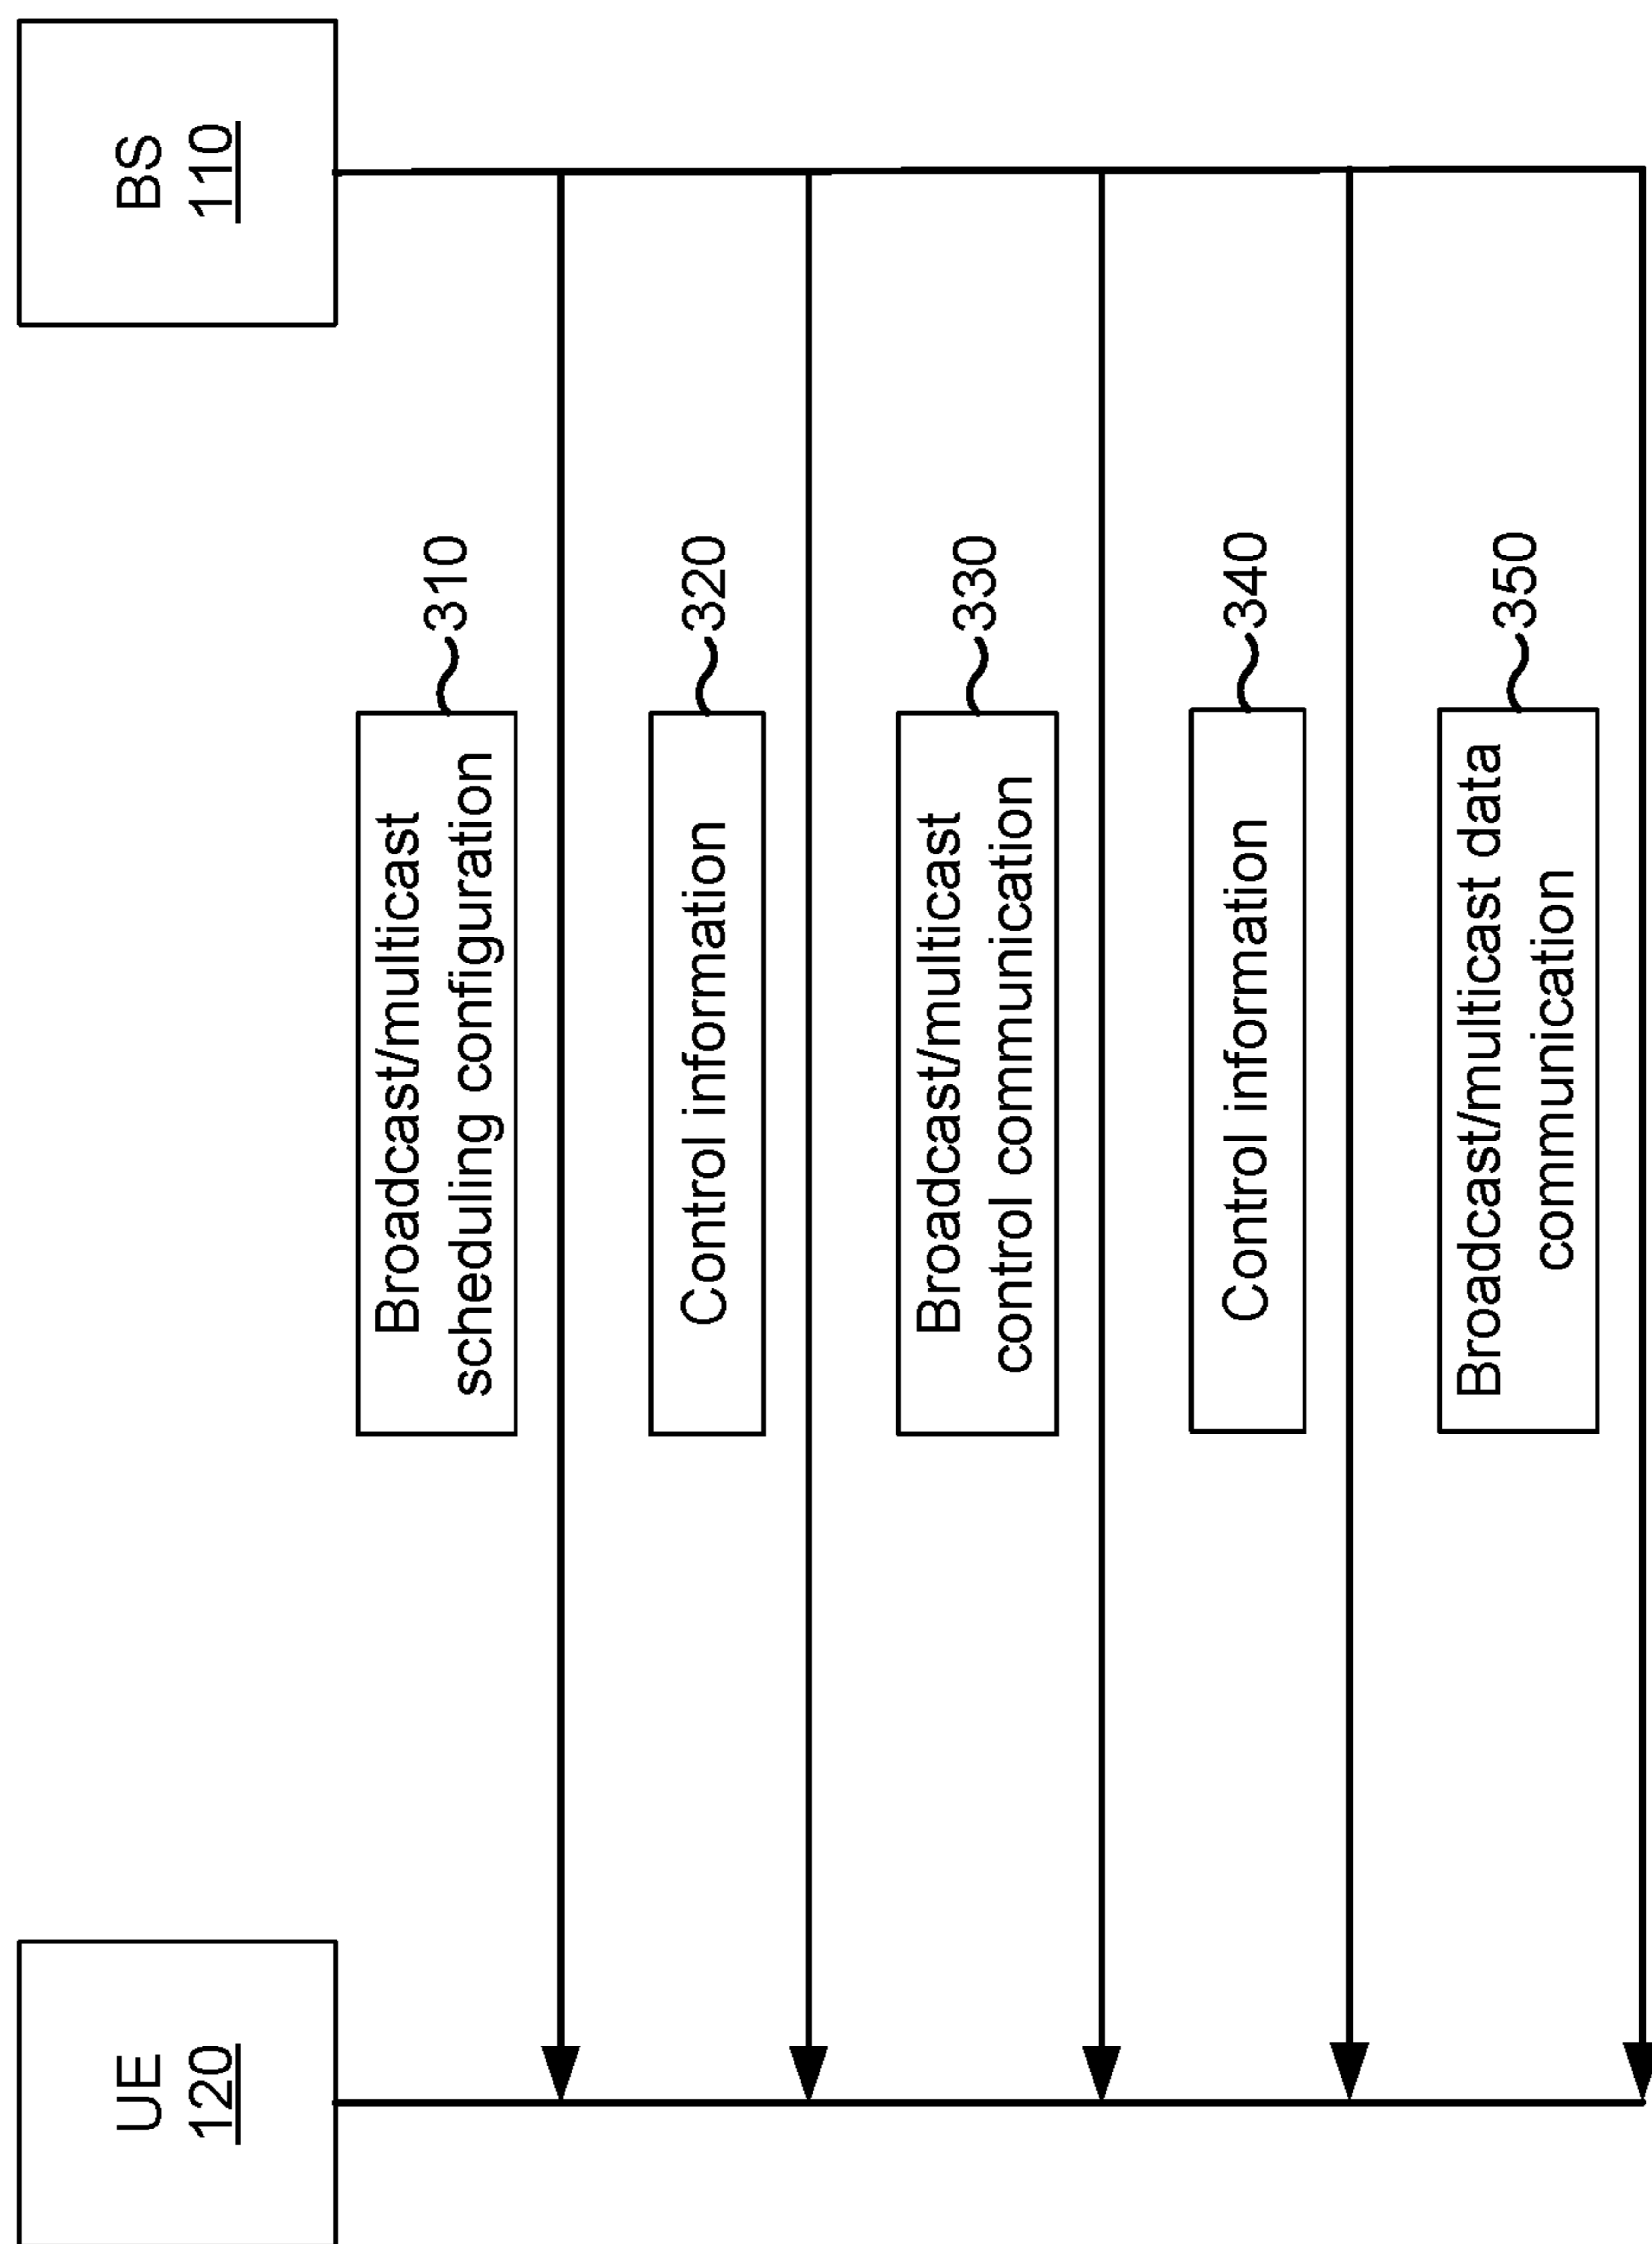 UE
120
BS
110
Broadcast/multicast
scheduling configuration
310
Control information
320
Broadcast/multicast
control communication
330
Control information
340
Broadcast/multicast data
communication
350